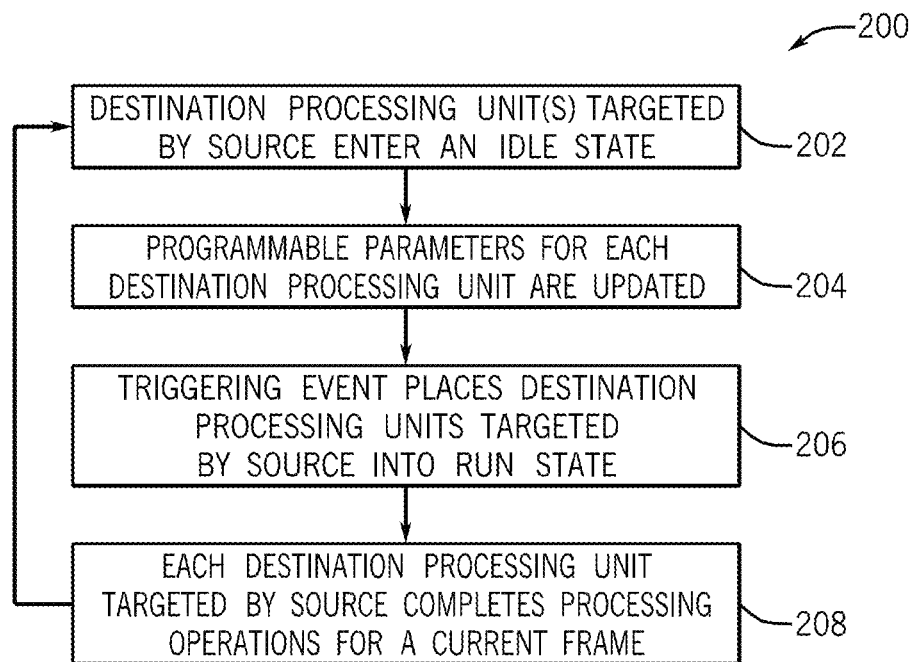 200
DESTINATION PROCESSING UNIT(S) TARGETED
BY SOURCE ENTER AN IDLE STATE
202
PROGRAMMABLE PARAMETERS FOR EACH
DESTINATION PROCESSING UNIT ARE UPDATED
204
TRIGGERING EVENT PLACES DESTINATION
PROCESSING UNITS TARGETED
BY SOURCE INTO RUN STATE
206
EACH DESTINATION PROCESSING UNIT
TARGETED BY SOURCE COMPLETES PROCESSING
OPERATIONS FOR A CURRENT FRAME
208